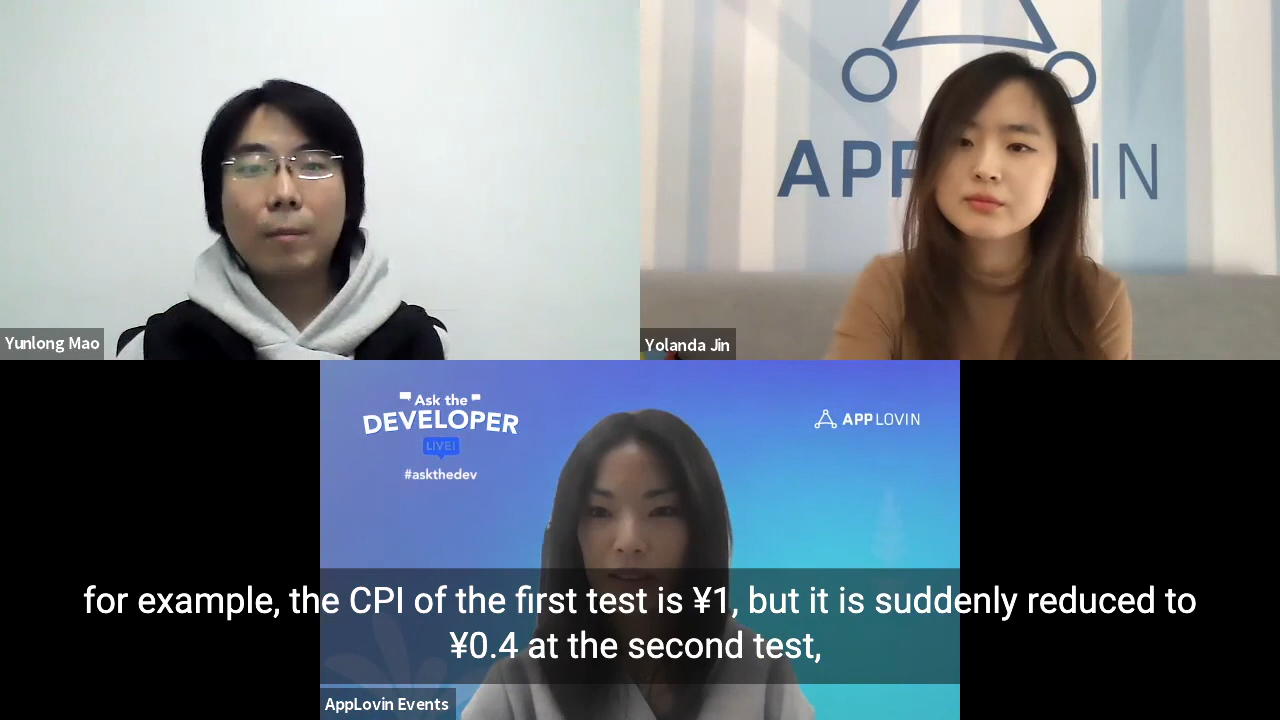 APP IN
Yunlong Mao
Yolanda Jin
Ask the
DEVELOPER
LIVE!
#askthedev
APPLOVIN
for example, the CPI of the first test is ¥1, but it is suddenly reduced to
¥0.4 at the second test,
AppLovin Events